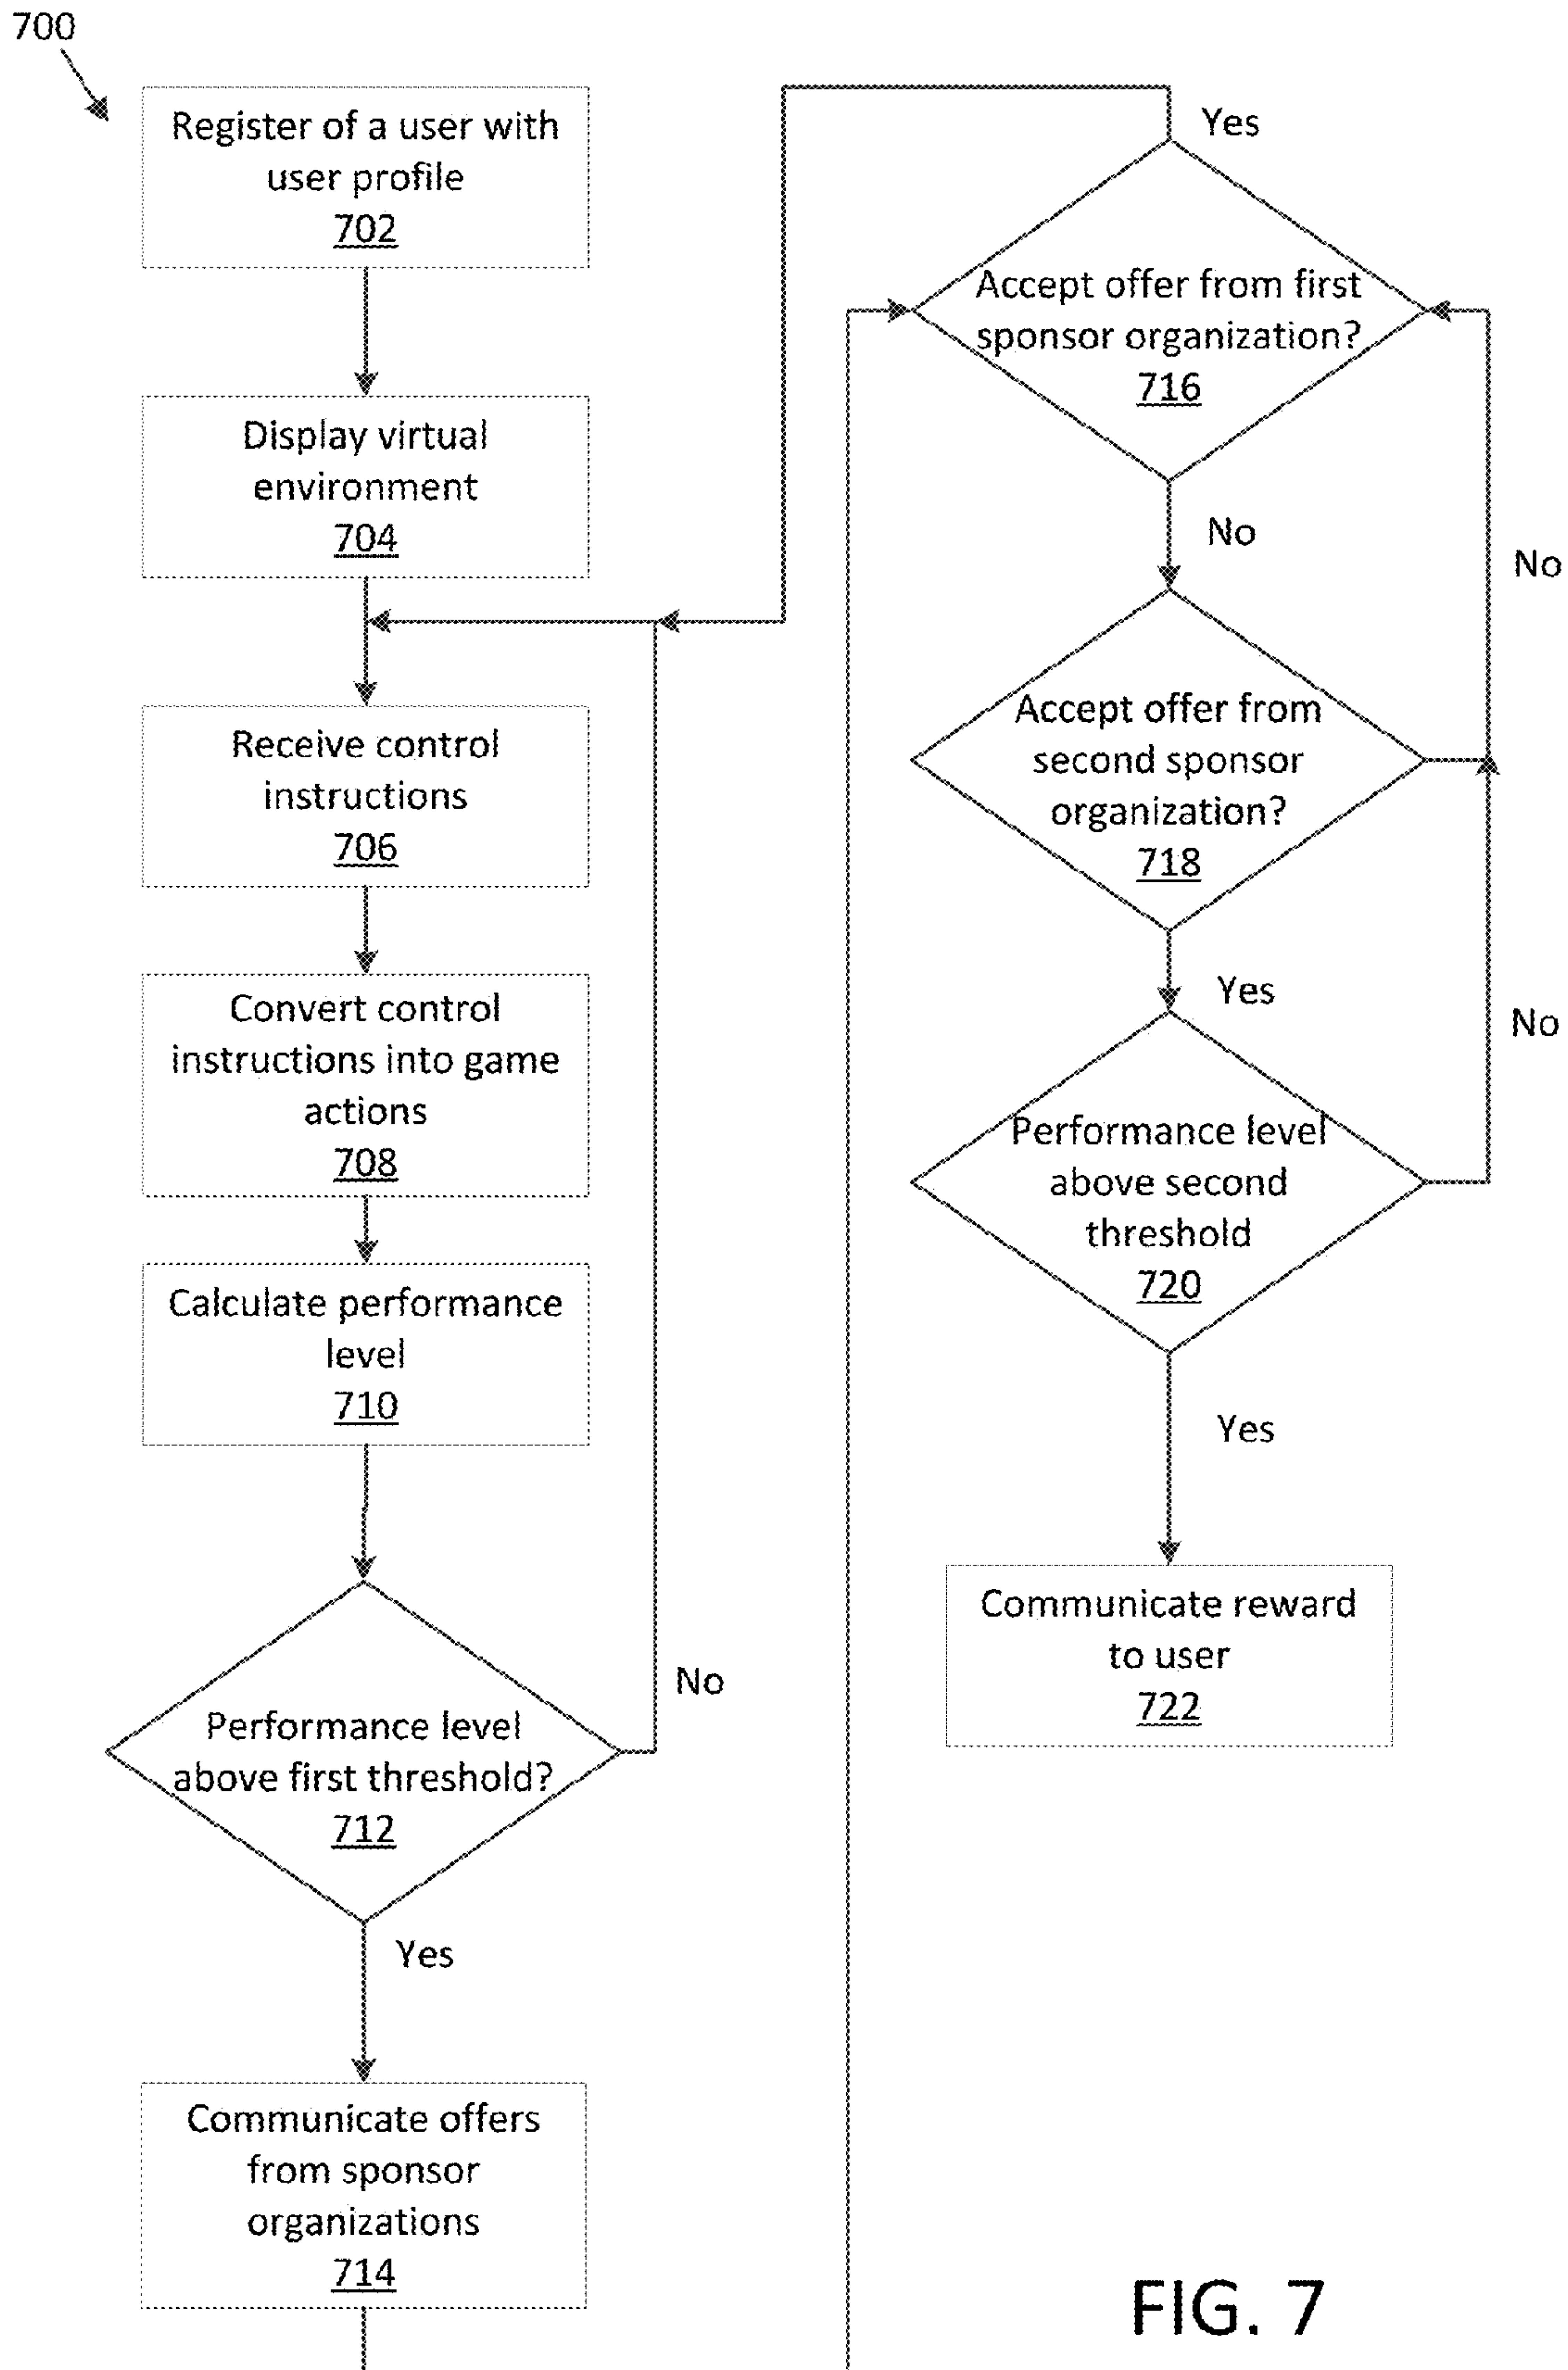 700
Register of a user with
user profile
702
Display virtual
environment
704
Receive control
instructions
706
Convert control
instructions into game
actions
708
Calculate performance
level
710
Performance level
above first threshold?
712
No
Yes
Communicate offers
from sponsor
organizations
714
Yes
Accept offer from first
sponsor organization?
716
No
No
Accept offer from
second sponsor
organization?
718
Yes
No
Performance level
above second
threshold
720
Yes
Communicate reward
to user
722
FIG. 7